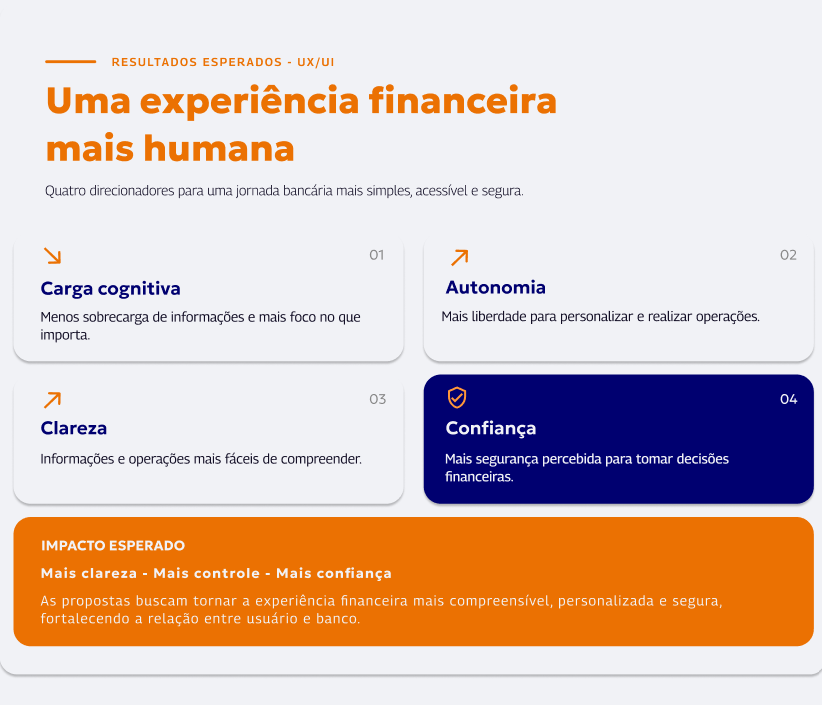 RESULTADOS ESPERADOS - UX/UI
Uma experiência financeira
mais humana
Quatro direcionadores para uma jornada bancária mais simples, acessível e segura.
01
Carga cognitiva
Menos sobrecarga de informações e mais foco no que
importa.
02
Autonomia
Mais liberdade para personalizar e realizar operações.
03
Clareza
Informações e operações mais fáceis de compreender.
04
Confiança
Mais segurança percebida para tomar decisões
financeiras.
IMPACTO ESPERADO
Mais clareza - Mais controle - Mais confiança
As propostas buscam tornar a experiência financeira mais compreensível, personalizada e segura,
fortalecendo a relação entre usuário e banco.